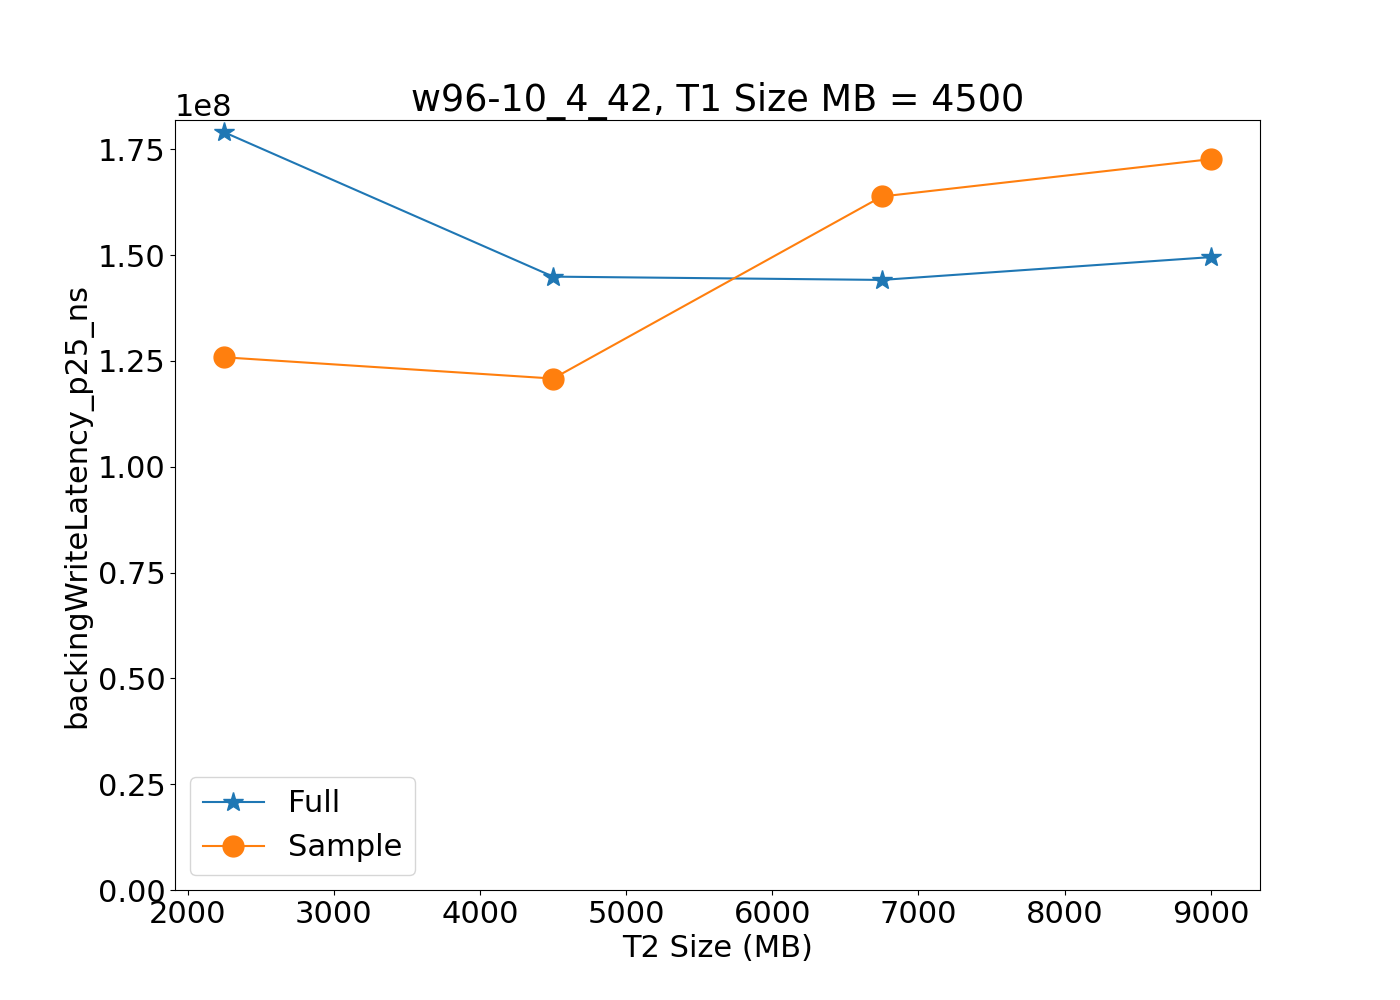 w96-10_4_42, T1 Size MB = 4500
1e8
1.75
1.50
1.25
1.00
0.75
0.50
0.25
0.00
backingWriteLatency_p25_ns
Full
Sample
2000 3000 4000 5000 6000 7000 8000 9000
T2 Size (MB)